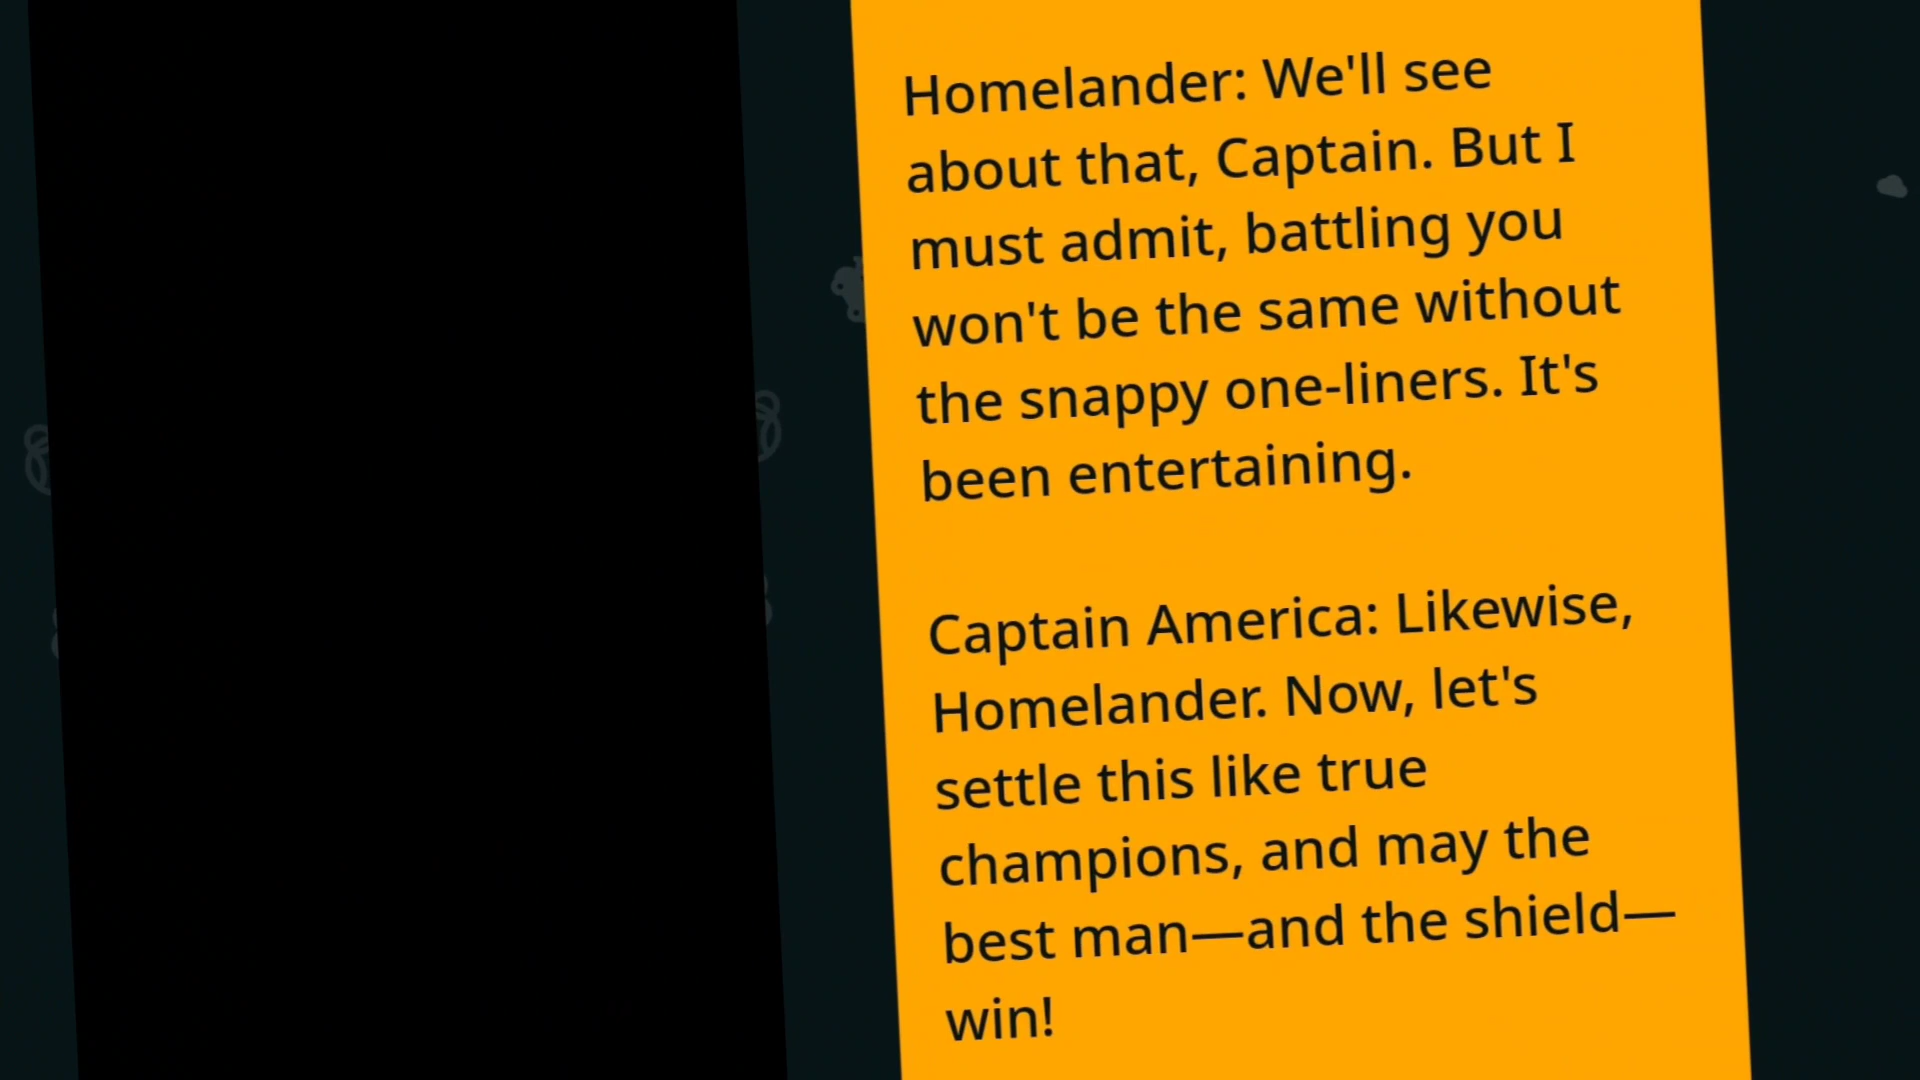 Homelander: We'll see
about that, Captain. But I
must admit, battling you
won't be the same without
the snappy one-liners. It's
been entertaining.
Captain America: Likewise,
Homelander. Now, let's
settle this like true
champions, and may the
best man—and the shield—
win!